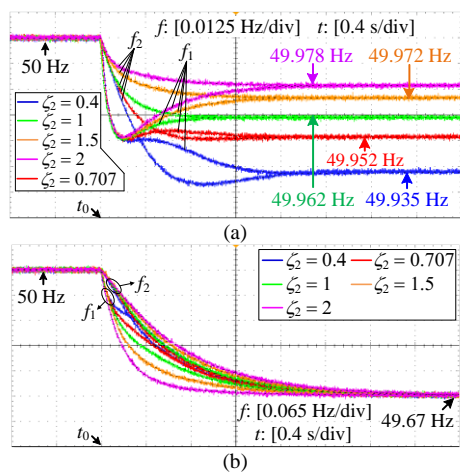 f: [0.0125 Hz/div] t: [0.4 s/div]
f₂ f₁
49.978 Hz 49.972 Hz
50 Hz
ζ₂ = 0.4
ζ₂ = 1
ζ₂ = 1.5
ζ₂ = 2
ζ₂ = 0.707
49.952 Hz
49.962 Hz 49.935 Hz
t₀
(a)
ζ₂ = 0.4 ζ₂ = 0.707
ζ₂ = 1 ζ₂ = 1.5
ζ₂ = 2
50 Hz
f₂
f₁
f: [0.065 Hz/div]
49.67 Hz
t: [0.4 s/div]
t₀
(b)